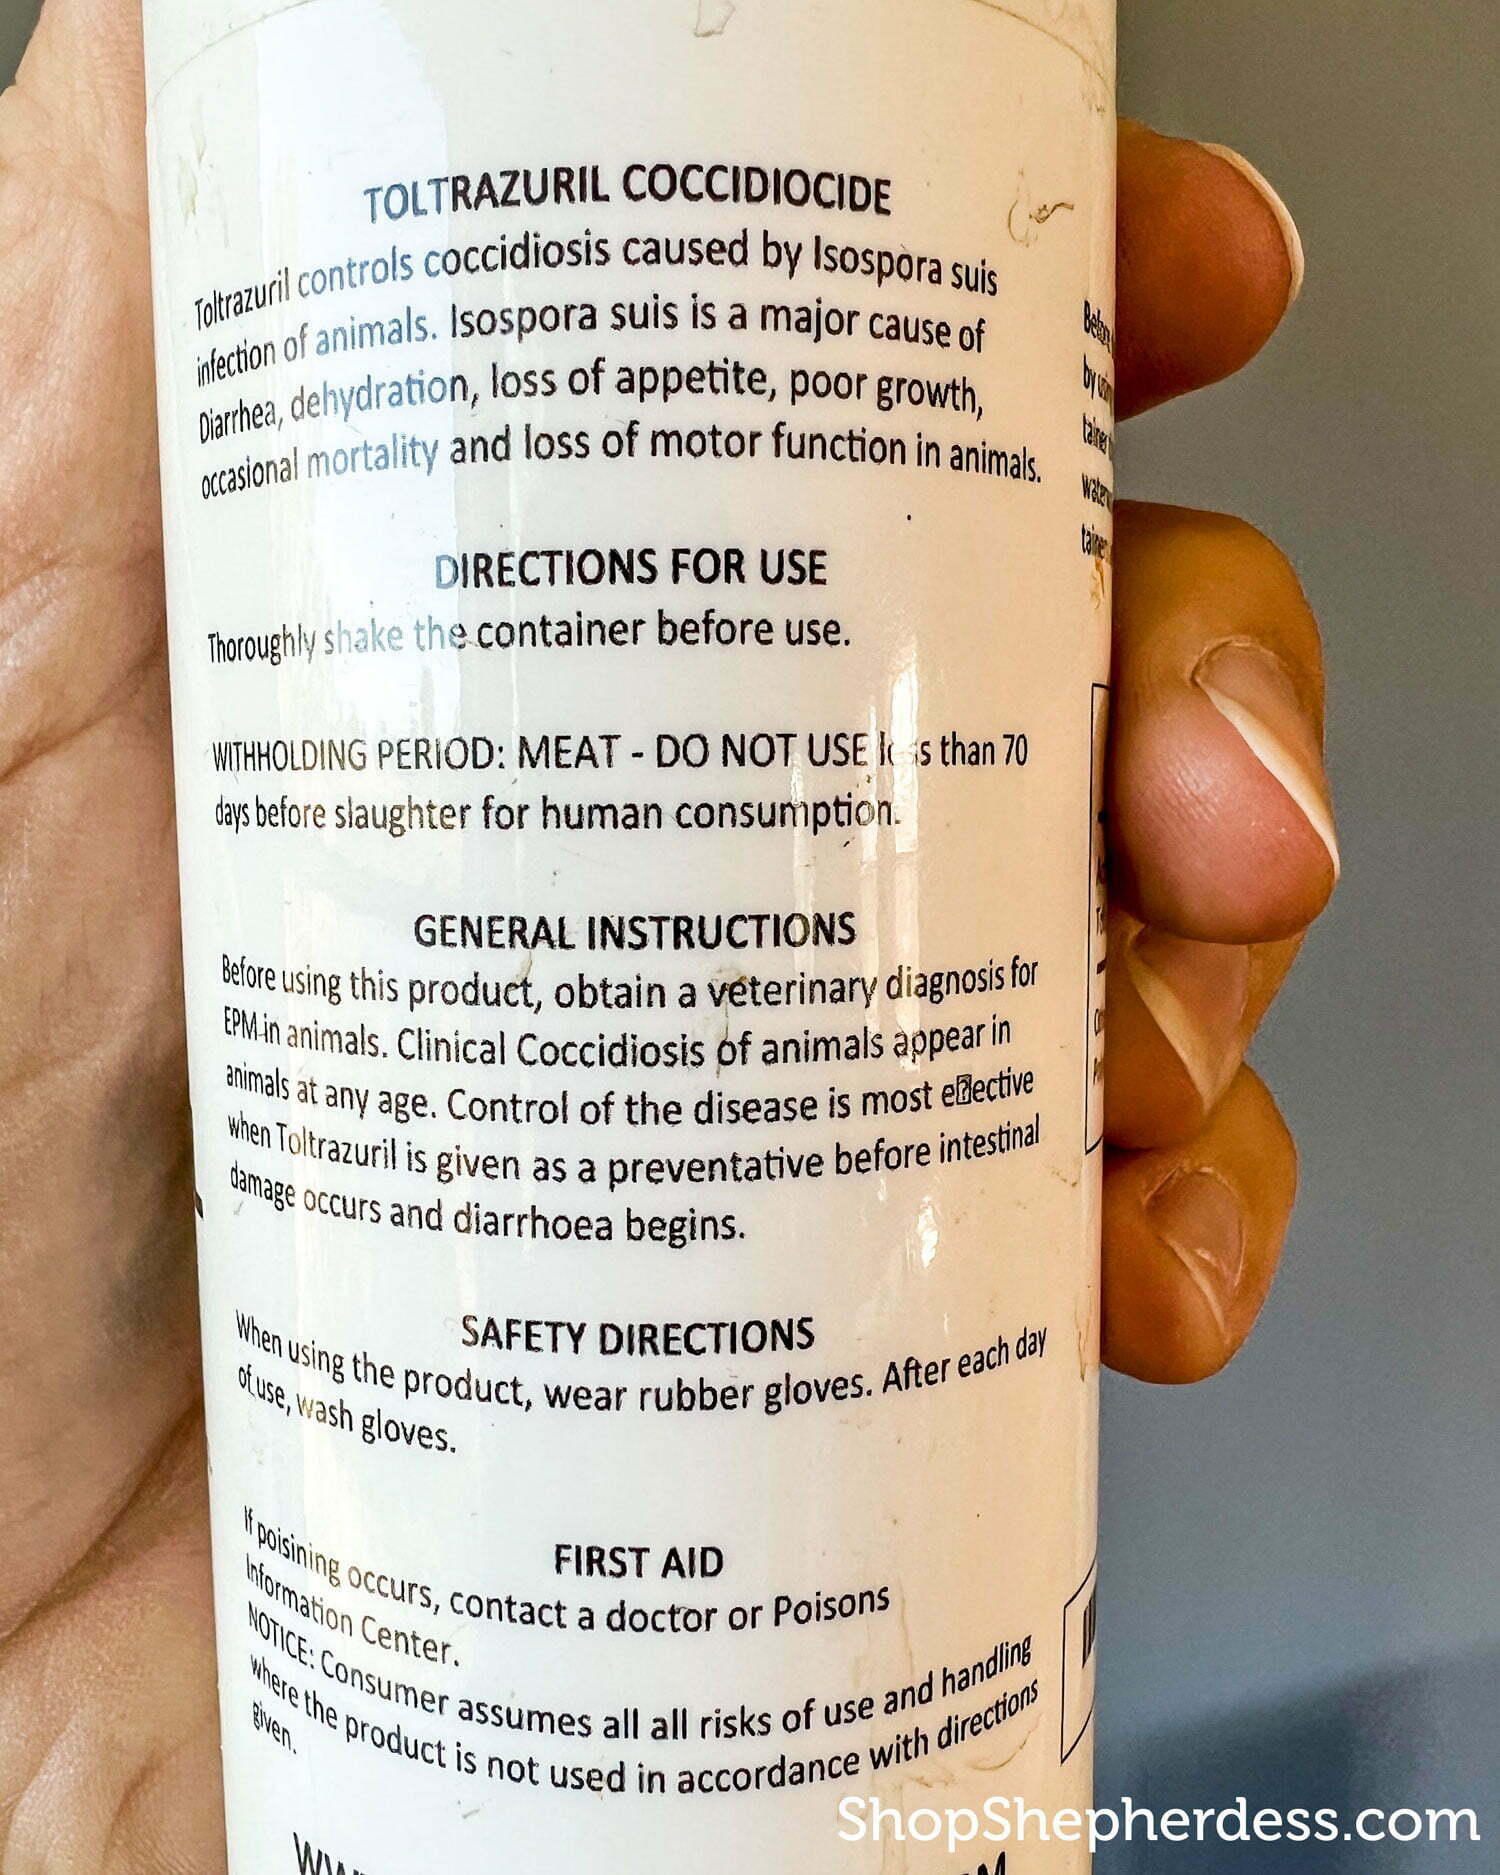 TOLTRAZURIL COCCIDIOCIDE
Toltrazuril controls coccidiosis caused by Isospora suis
infection of animals. Isospora suis is a major cause of
Diarrhea, dehydration, loss of appetite, poor growth,
occasional mortality and loss of motor function in animals.
DIRECTIONS FOR USE
Thoroughly shake the container before use.
WITHHOLDING PERIOD: MEAT - DO NOT USE less than 70
days before slaughter for human consumption.
GENERAL INSTRUCTIONS
Before using this product, obtain a veterinary diagnosis for
EPM in animals. Clinical Coccidiosis of animals appear in
animals at any age. Control of the disease is most e⍰ective
when Toltrazuril is given as a preventative before intestinal
damage occurs and diarrhoea begins.
SAFETY DIRECTIONS
When using the product, wear rubber gloves. After each day
of use, wash gloves.
FIRST AID
If poisining occurs, contact a doctor or Poisons
Information Center.
NOTICE: Consumer assumes all all risks of use and handling
where the product is not used in accordance with directions
given.
ShopShepherdess.com